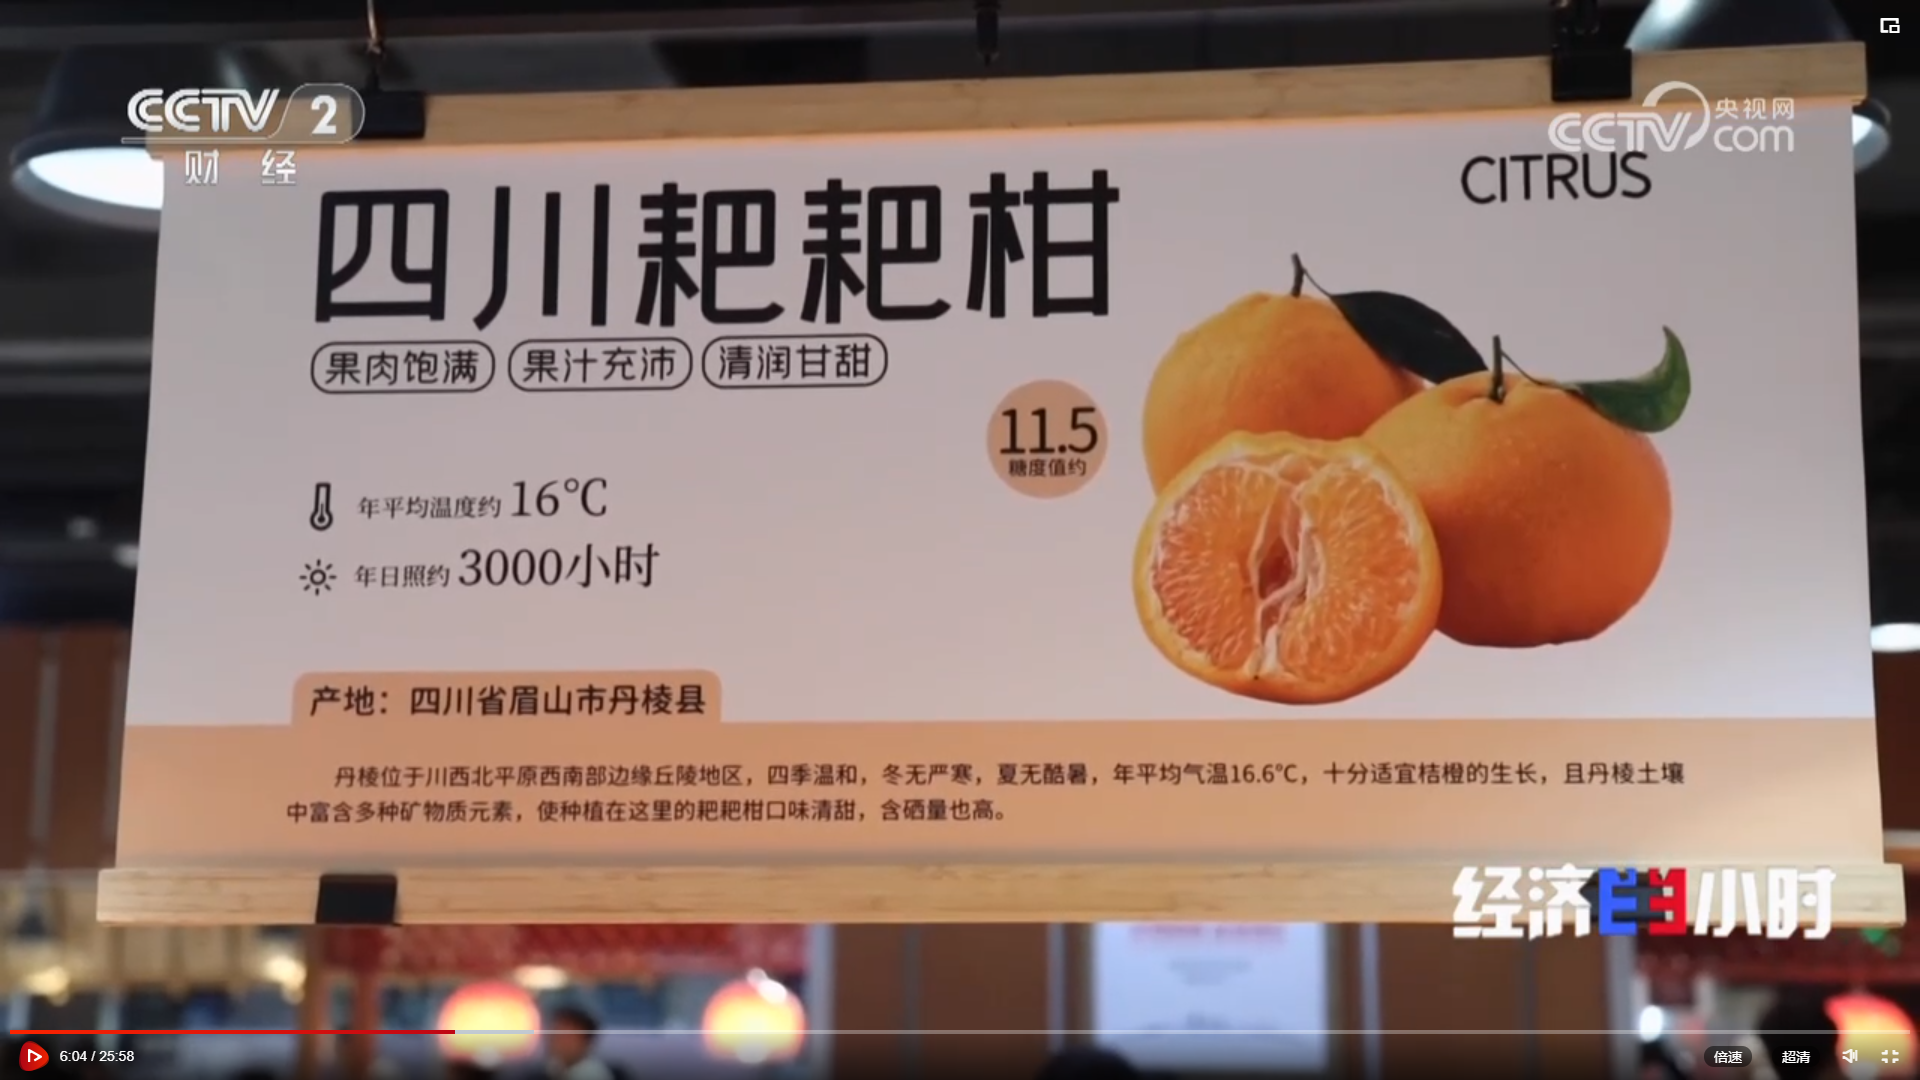 CCTV 2
财 经
央视网
CCTV com
CITRUS
四川耙耙柑
果肉饱满 果汁充沛 清润甘甜
11.5
糖度值约
年平均温度约 16℃
年日照约 3000小时
产地：四川省眉山市丹棱县
丹棱位于川西北平原西南部边缘丘陵地区，四季温和，冬无严寒，夏无酷暑，年平均气温16.6℃，十分适宜桔橙的生长，且丹棱土壤
中富含多种矿物质元素，使种植在这里的耙耙柑口味清甜，含硒量也高。
经济半小时
6:04 / 25:58
倍速
超清